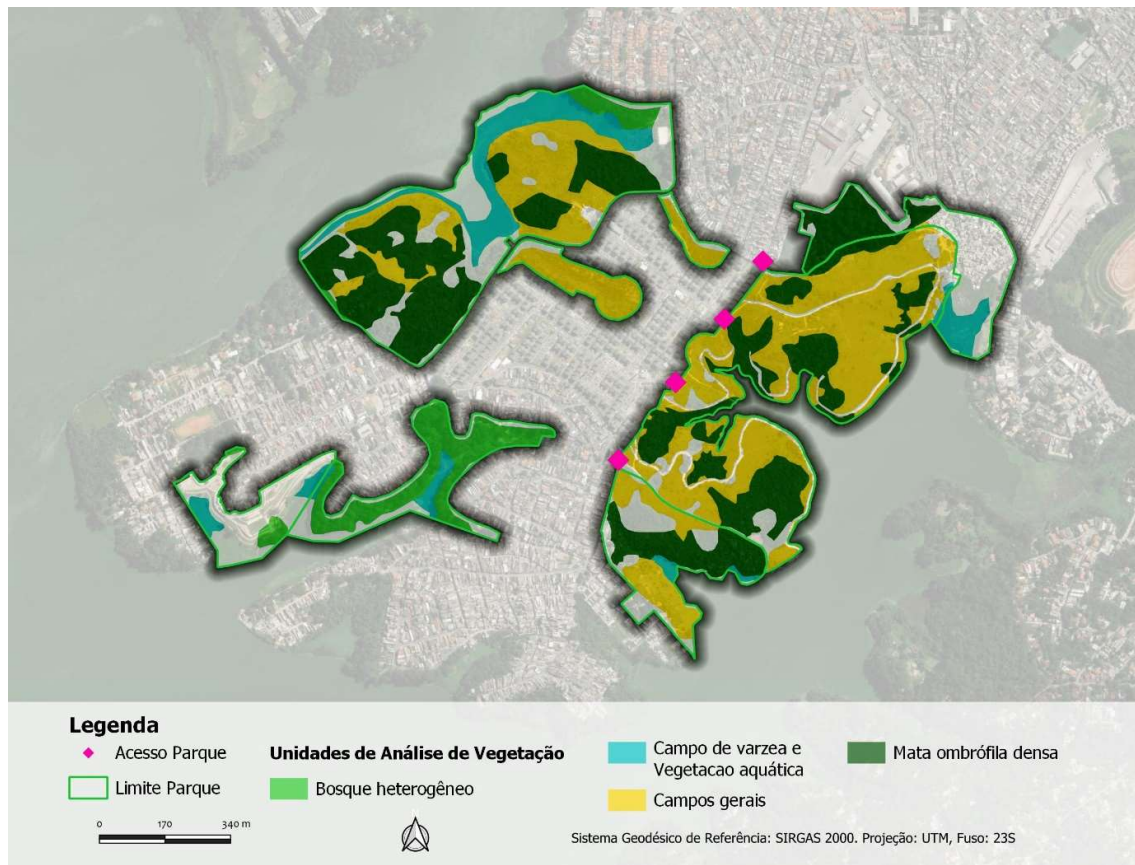 Legenda
Acesso Parque
Limite Parque
0 170 340 m
Unidades de Análise de Vegetação
Bosque heterogêneo
Campo de varzea e
Vegetacao aquática
Campos gerais
Mata ombrófila densa
Sistema Geodésico de Referência: SIRGAS 2000. Projeção: UTM, Fuso: 23S